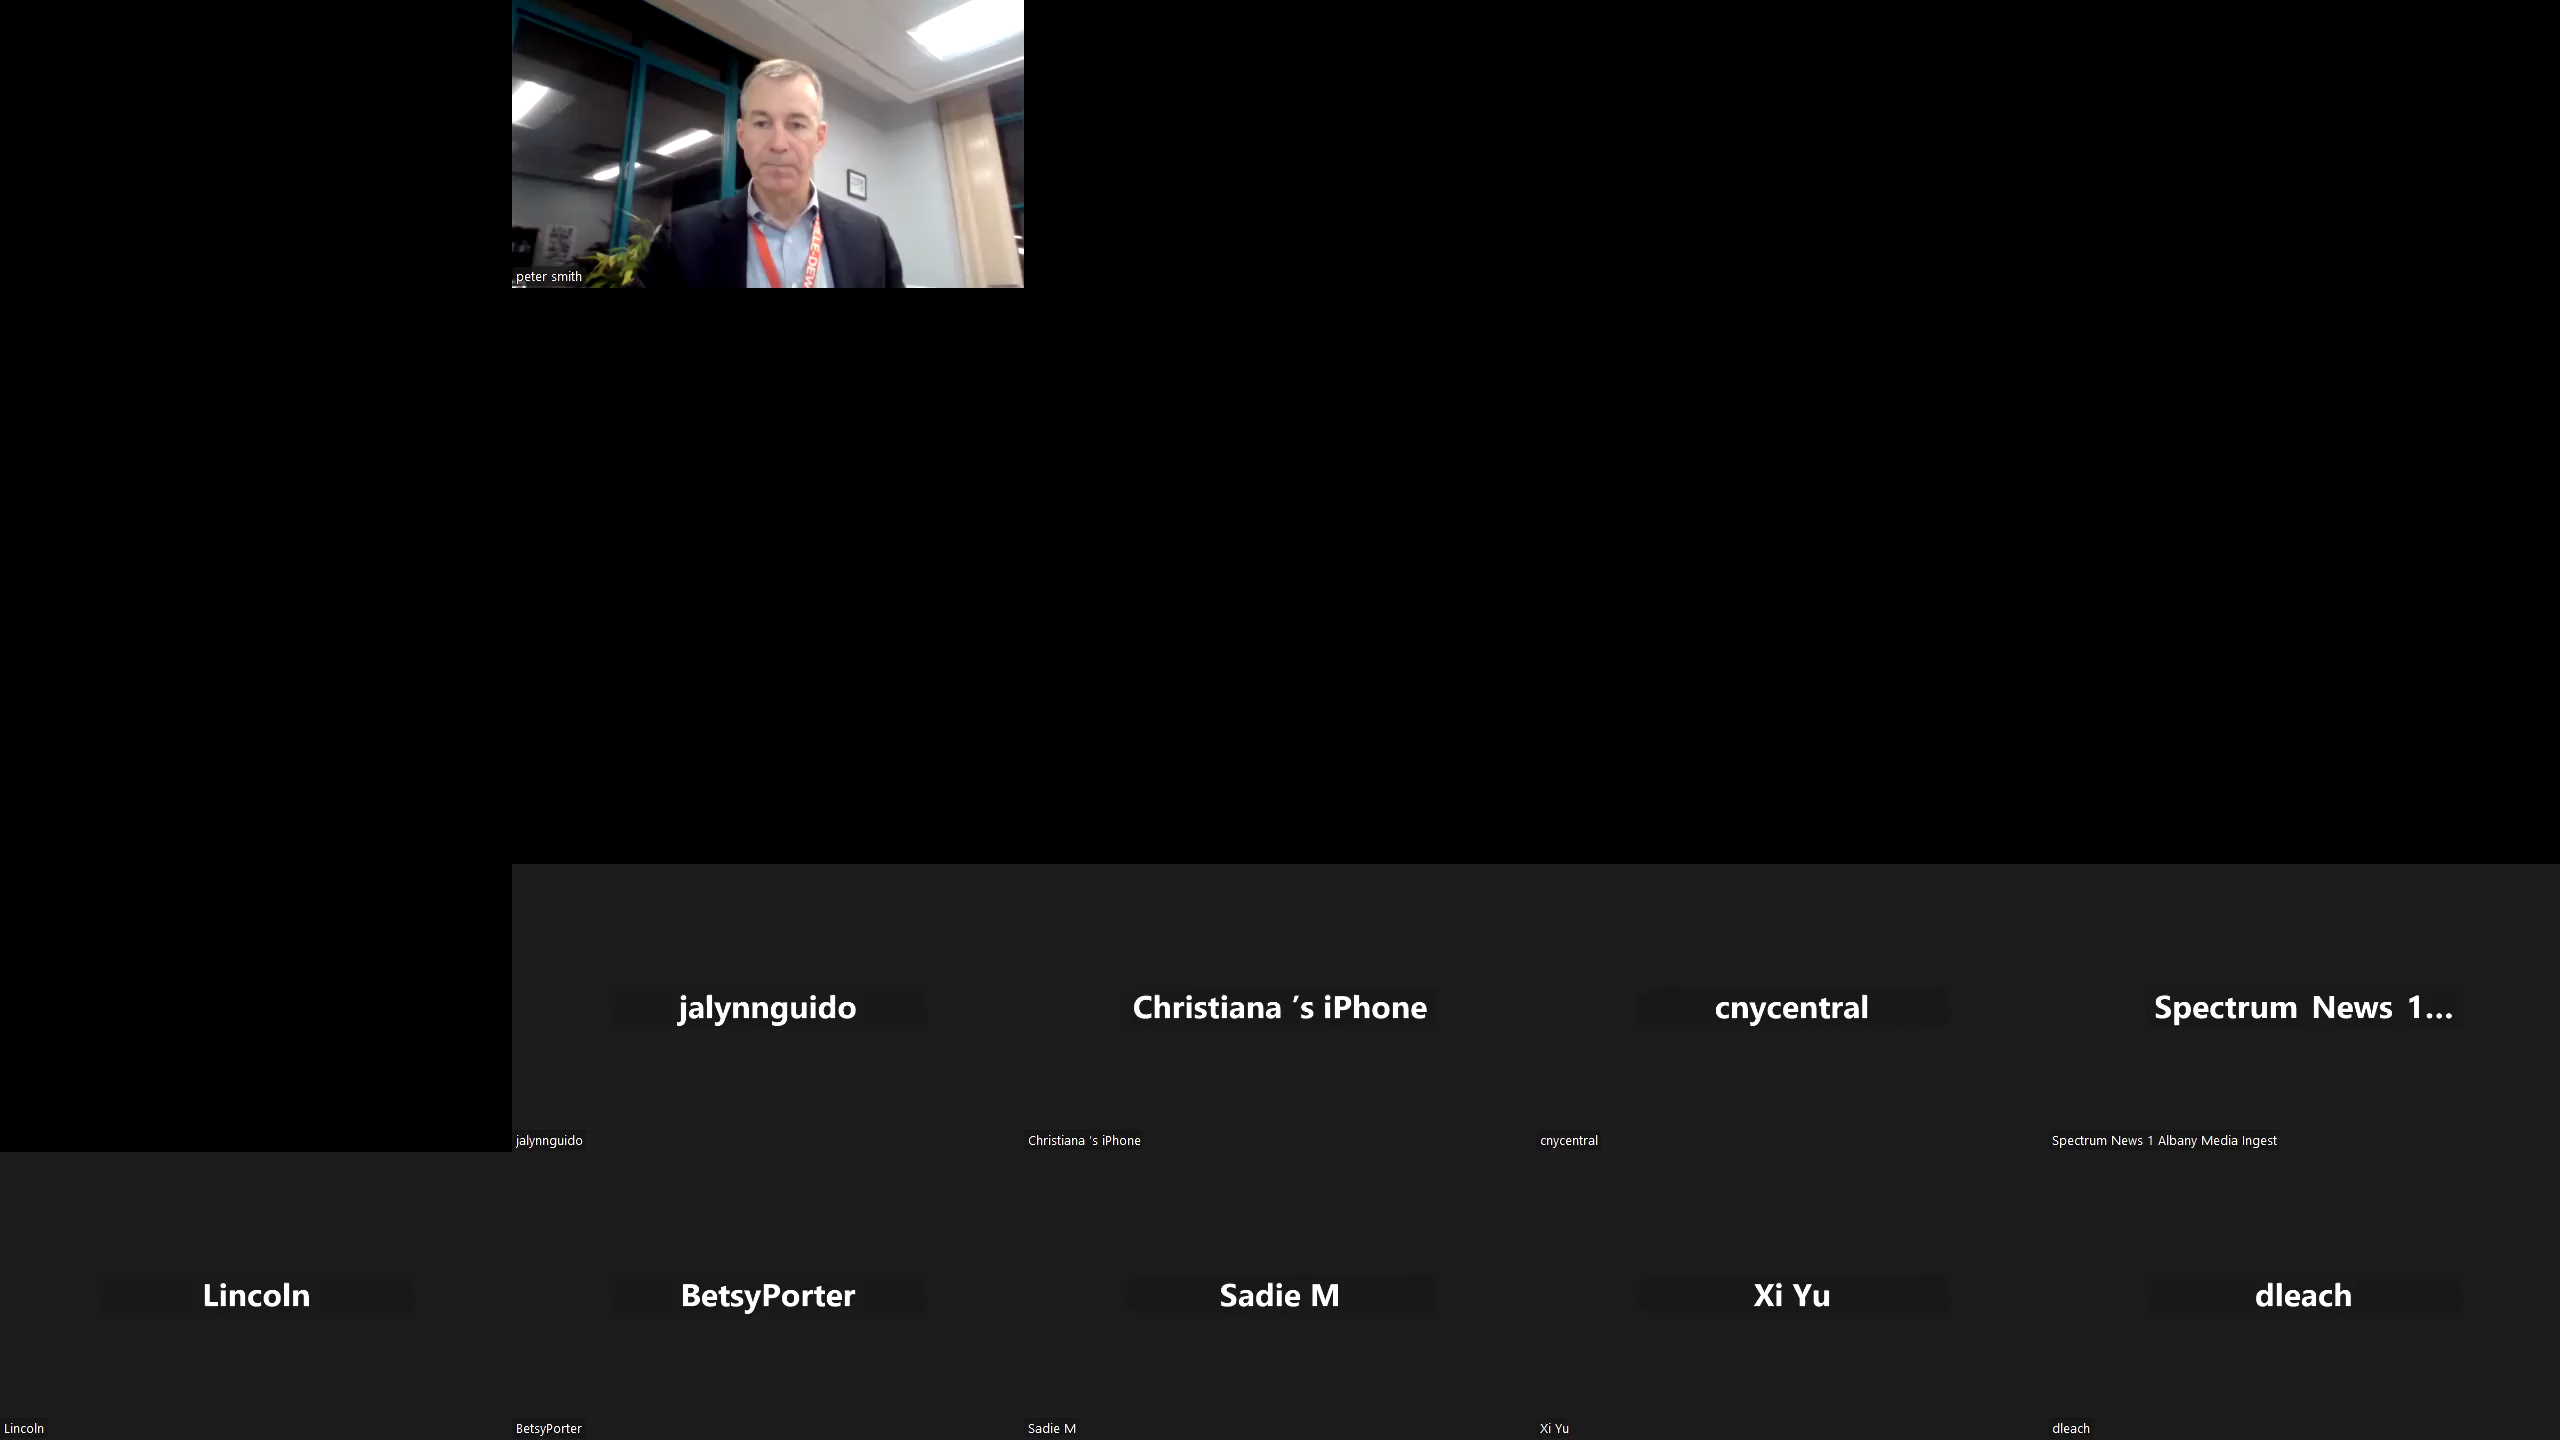 peter smith
jalynnguido
Christiana ’s iPhone
cnycentral
Spectrum News 1...
jalynnguido
Christiana ’s iPhone
cnycentral
Spectrum News 1 Albany Media Ingest
Lincoln
BetsyPorter
Sadie M
Xi Yu
dleach
Lincoln
BetsyPorter
Sadie M
Xi Yu
dleach